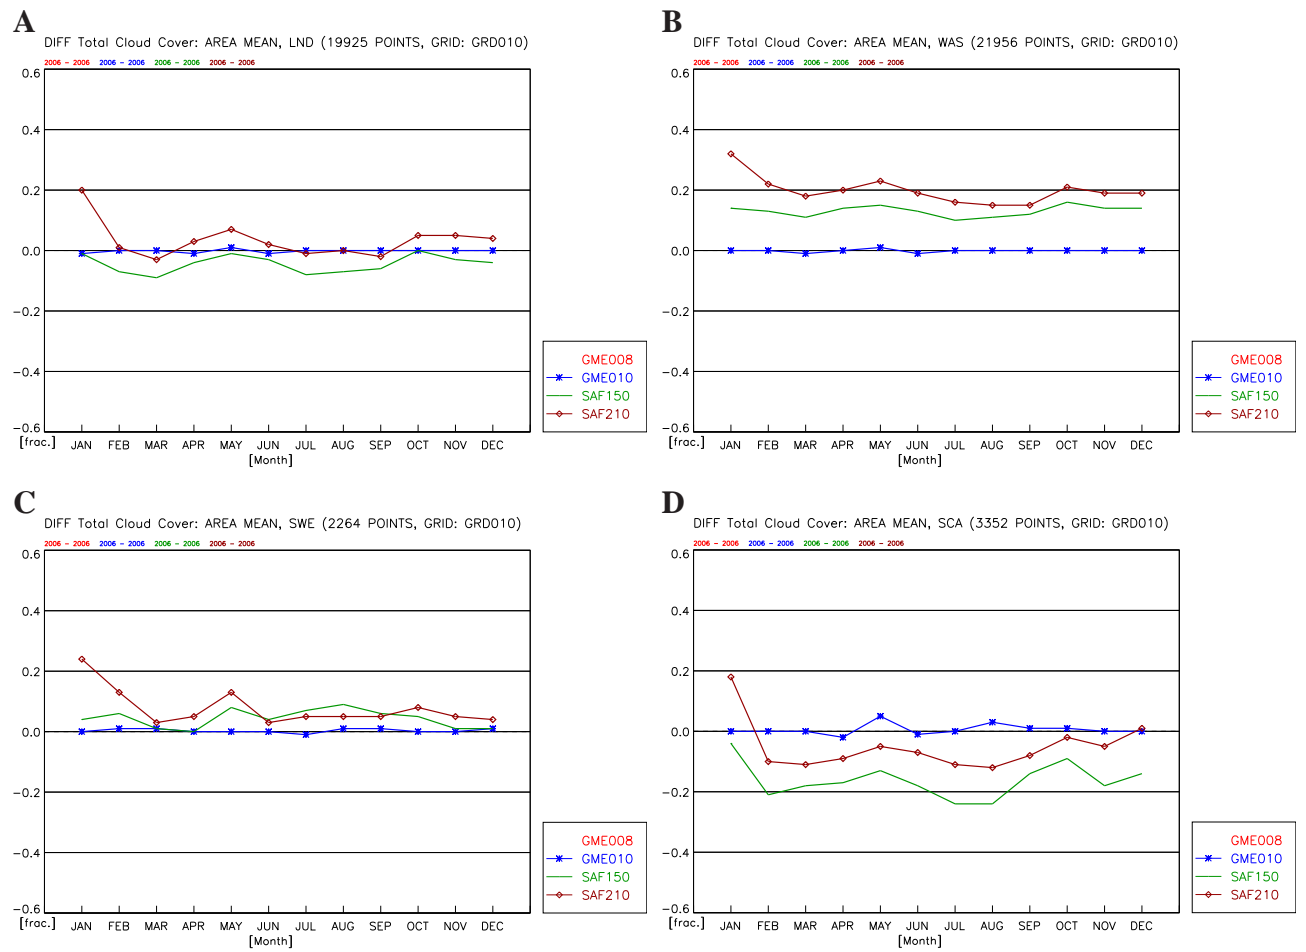 A
DIFF Total Cloud Cover: AREA MEAN, LND (19925 POINTS, GRID: GRD010)
2006 - 2006 2006 - 2006 2006 - 2006 2006 - 2006
0.6
0.4
0.2
0.0
-0.2
-0.4
-0.6
[frac.]
JAN FEB MAR APR MAY JUN JUL AUG SEP OCT NOV DEC
[Month]
GME008
GME010
SAF150
SAF210
B
DIFF Total Cloud Cover: AREA MEAN, WAS (21956 POINTS, GRID: GRD010)
2006 - 2006 2006 - 2006 2006 - 2006 2006 - 2006
0.6
0.4
0.2
0.0
-0.2
-0.4
-0.6
[frac.]
JAN FEB MAR APR MAY JUN JUL AUG SEP OCT NOV DEC
[Month]
GME008
GME010
SAF150
SAF210
C
DIFF Total Cloud Cover: AREA MEAN, SWE (2264 POINTS, GRID: GRD010)
2006 - 2006 2006 - 2006 2006 - 2006 2006 - 2006
0.6
0.4
0.2
0.0
-0.2
-0.4
-0.6
[frac.]
JAN FEB MAR APR MAY JUN JUL AUG SEP OCT NOV DEC
[Month]
GME008
GME010
SAF150
SAF210
D
DIFF Total Cloud Cover: AREA MEAN, SCA (3352 POINTS, GRID: GRD010)
2006 - 2006 2006 - 2006 2006 - 2006 2006 - 2006
0.6
0.4
0.2
0.0
-0.2
-0.4
-0.6
[frac.]
JAN FEB MAR APR MAY JUN JUL AUG SEP OCT NOV DEC
[Month]
GME008
GME010
SAF150
SAF210